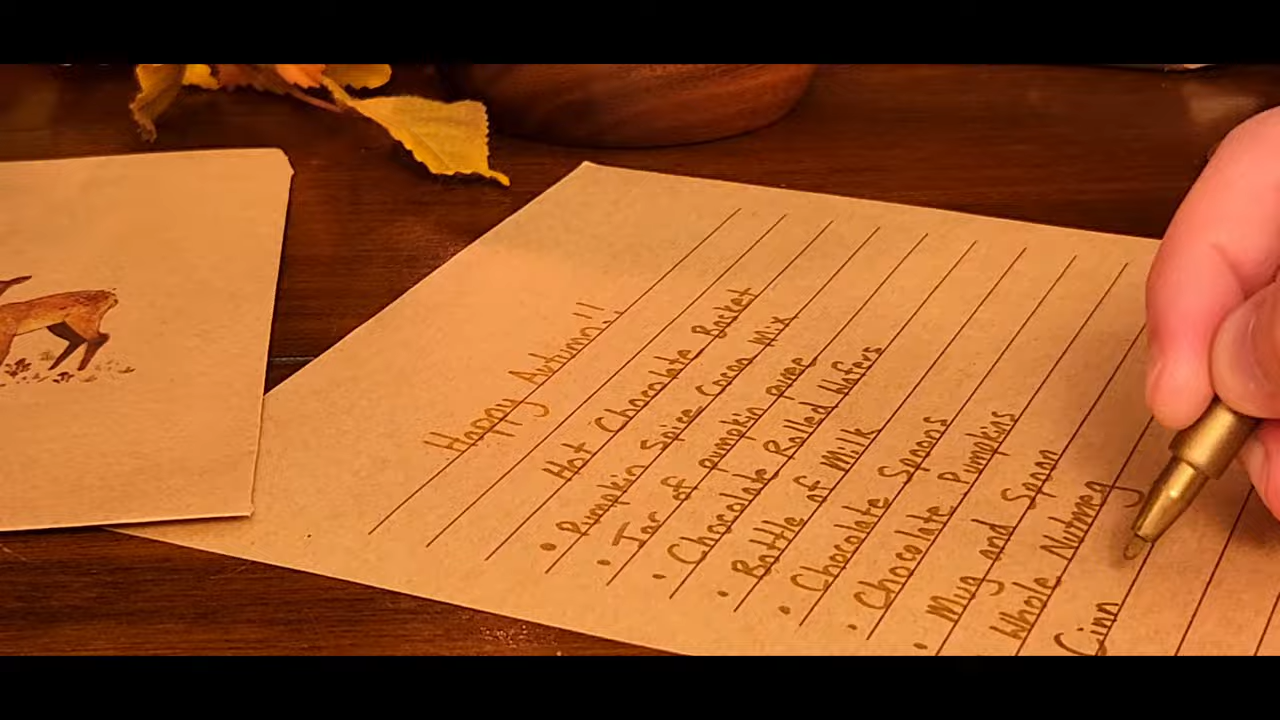 Happy Autumn!!
Hot Chocolate Basket
• Pumpkin Spice Cocoa Mix
• Jar of pumpkin puree
• Chocolate Rolled Wafers
• Bottle of Milk
• Chocolate Spoons
• Chocolate Pumpkins
• Mug and Spoon
Whole Nutmeg
Cinn